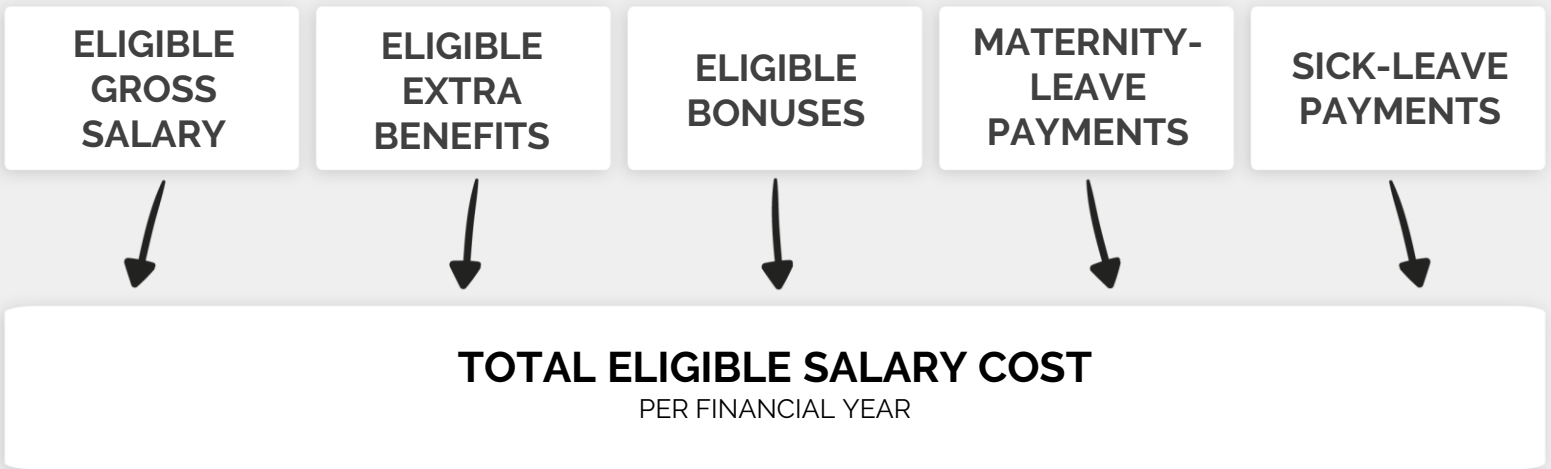 ELIGIBLE
GROSS
SALARY
ELIGIBLE
EXTRA
BENEFITS
ELIGIBLE
BONUSES
MATERNITY-
LEAVE
PAYMENTS
SICK-LEAVE
PAYMENTS
TOTAL ELIGIBLE SALARY COST
PER FINANCIAL YEAR